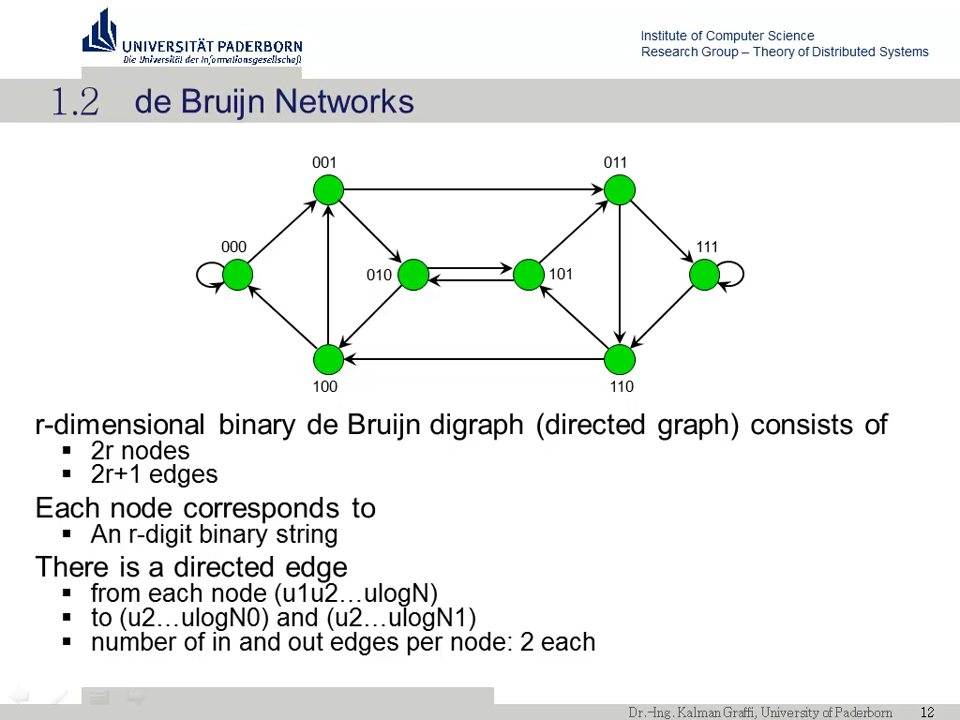 UNIVERSITÄT PADERBORN
Die Universität der Informationsgesellschaft
Institute of Computer Science
Research Group – Theory of Distributed Systems
1.2 de Bruijn Networks
001 011
000 111
010 101
100 110
r-dimensional binary de Bruijn digraph (directed graph) consists of
▪ 2r nodes
▪ 2r+1 edges
Each node corresponds to
▪ An r-digit binary string
There is a directed edge
▪ from each node (u1u2…ulogN)
▪ to (u2…ulogN0) and (u2…ulogN1)
▪ number of in and out edges per node: 2 each
Dr.-Ing. Kalman Graffi, University of Paderborn 12